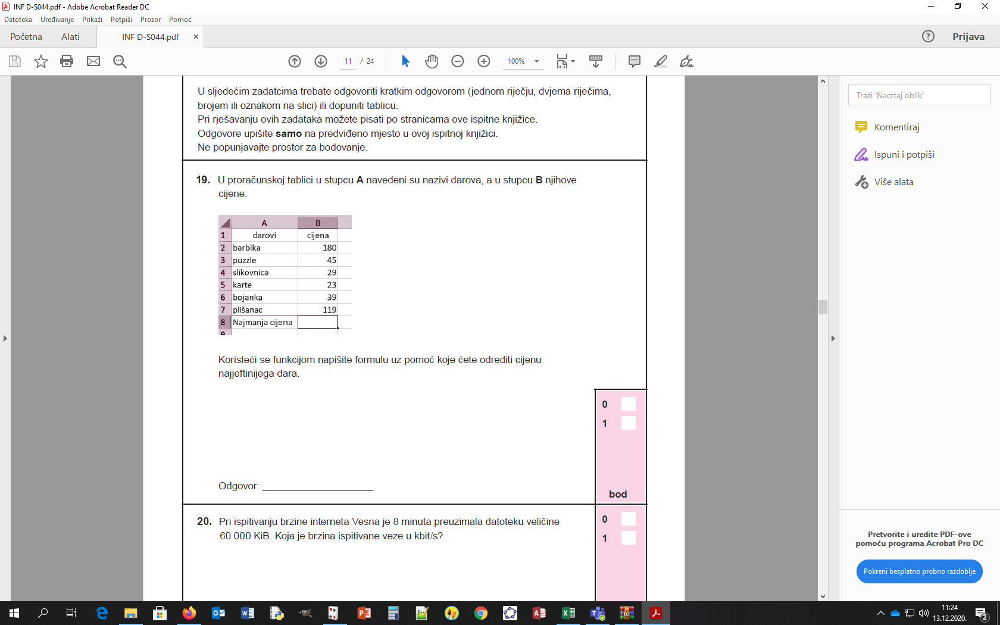 INF D-S044.pdf - Adobe Acrobat Reader DC
Datoteka Uređivanje Prikaži Potpiši Prozor Pomoć
Početna Alati INF D-S044.pdf × ? Prijava
11 / 24 100%
U sljedećim zadatcima trebate odgovoriti kratkim odgovorom (jednom riječju, dvjema riječima,
brojem ili oznakom na slici) ili dopuniti tablicu.
Pri rješavanju ovih zadataka možete pisati po stranicama ove ispitne knjižice.
Odgovore upišite samo na predviđeno mjesto u ovoj ispitnoj knjižici.
Ne popunjavajte prostor za bodovanje.
19. U proračunskoj tablici u stupcu A navedeni su nazivi darova, a u stupcu B njihove
cijene.
A B
1 darovi cijena
2 barbika 180
3 puzzle 45
4 slikovnica 29
5 karte 23
6 bojanka 39
7 plišanac 119
8 Najmanja cijena
9
Koristeći se funkcijom napišite formulu uz pomoć koje ćete odrediti cijenu
najjeftinijega dara.
0
1
Odgovor: ____________________
bod
20. Pri ispitivanju brzine interneta Vesna je 8 minuta preuzimala datoteku veličine
60 000 KiB. Koja je brzina ispitivane veze u kbit/s?
0
1
Traži 'Nacrtaj oblik'
Komentiraj
Ispuni i potpiši
Više alata
Pretvorite i uredite PDF-ove
pomoću programa Acrobat Pro DC
Pokreni besplatno probno razdoblje
11:24
13.12.2020.
2